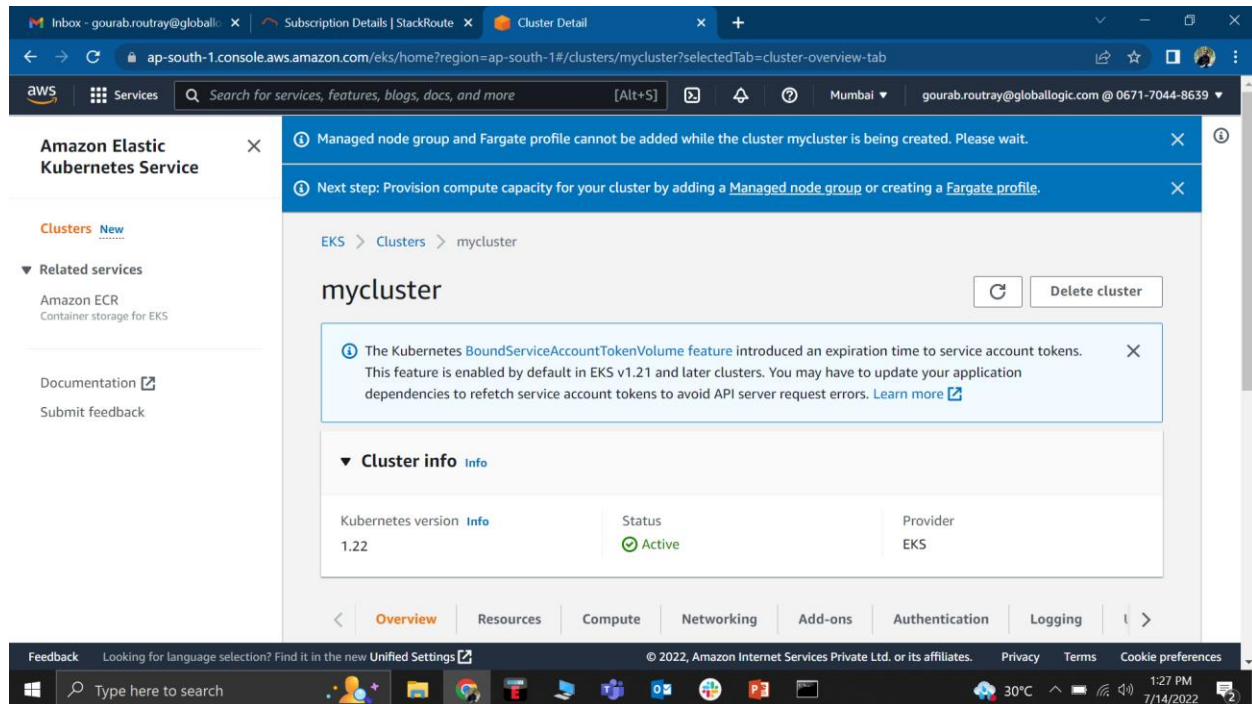 Inbox - gourab.routray@globallo
Subscription Details | StackRoute
Cluster Detail
ap-south-1.console.aws.amazon.com/eks/home?region=ap-south-1#/clusters/mycluster?selectedTab=cluster-overview-tab
aws Services Search for services, features, blogs, docs, and more [Alt+S] Mumbai gourab.routray@globallogic.com @ 0671-7044-8639
Amazon Elastic
Kubernetes Service
Clusters New
Related services
Amazon ECR
Container storage for EKS
Documentation
Submit feedback
Managed node group and Fargate profile cannot be added while the cluster mycluster is being created. Please wait.
Next step: Provision compute capacity for your cluster by adding a Managed node group or creating a Fargate profile.
EKS > Clusters > mycluster
mycluster
Delete cluster
The Kubernetes BoundServiceAccountTokenVolume feature introduced an expiration time to service account tokens.
This feature is enabled by default in EKS v1.21 and later clusters. You may have to update your application
dependencies to refetch service account tokens to avoid API server request errors. Learn more
Cluster info Info
Kubernetes version Info
1.22
Status
Active
Provider
EKS
Overview Resources Compute Networking Add-ons Authentication Logging
Feedback Looking for language selection? Find it in the new Unified Settings © 2022, Amazon Internet Services Private Ltd. or its affiliates. Privacy Terms Cookie preferences
Type here to search
30°C
1:27 PM
7/14/2022
2